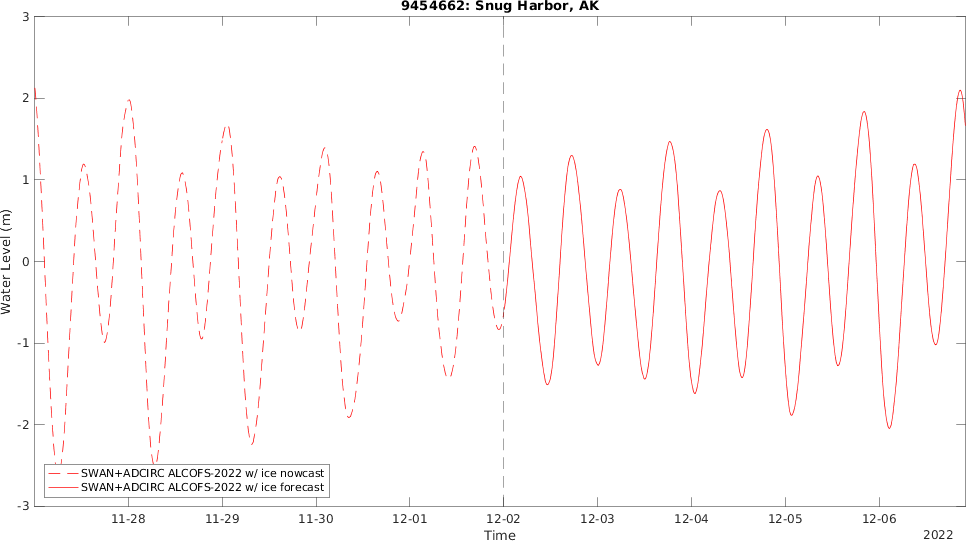 9454662: Snug Harbor, AK
3
2
1
0
-1
-2
-3
Water Level (m)
SWAN+ADCIRC ALCOFS-2022 w/ ice nowcast
SWAN+ADCIRC ALCOFS-2022 w/ ice forecast
11-28 11-29 11-30 12-01 12-02 12-03 12-04 12-05 12-06
Time
2022